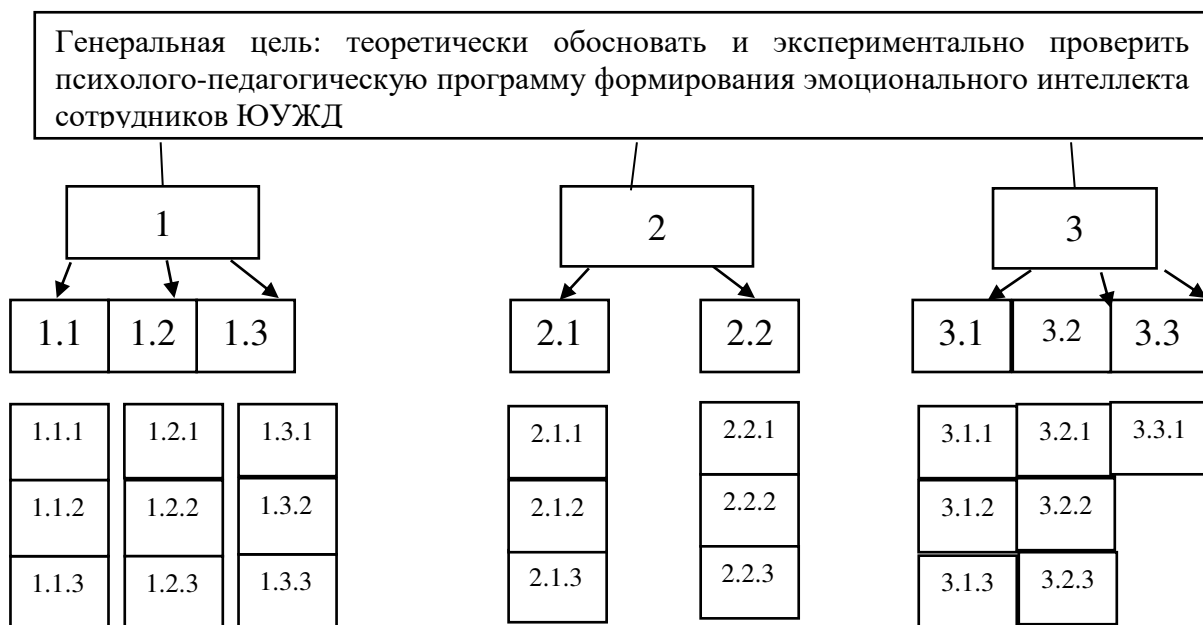 Генеральная цель: теоретически обосновать и экспериментально проверить
психолого-педагогическую программу формирования эмоционального интеллекта
сотрудников ЮУЖД
1 2 3
1.1 1.2 1.3 2.1 2.2 3.1 3.2 3.3
1.1.1 1.2.1 1.3.1 2.1.1 2.2.1 3.1.1 3.2.1 3.3.1
1.1.2 1.2.2 1.3.2 2.1.2 2.2.2 3.1.2 3.2.2
1.1.3 1.2.3 1.3.3 2.1.3 2.2.3 3.1.3 3.2.3